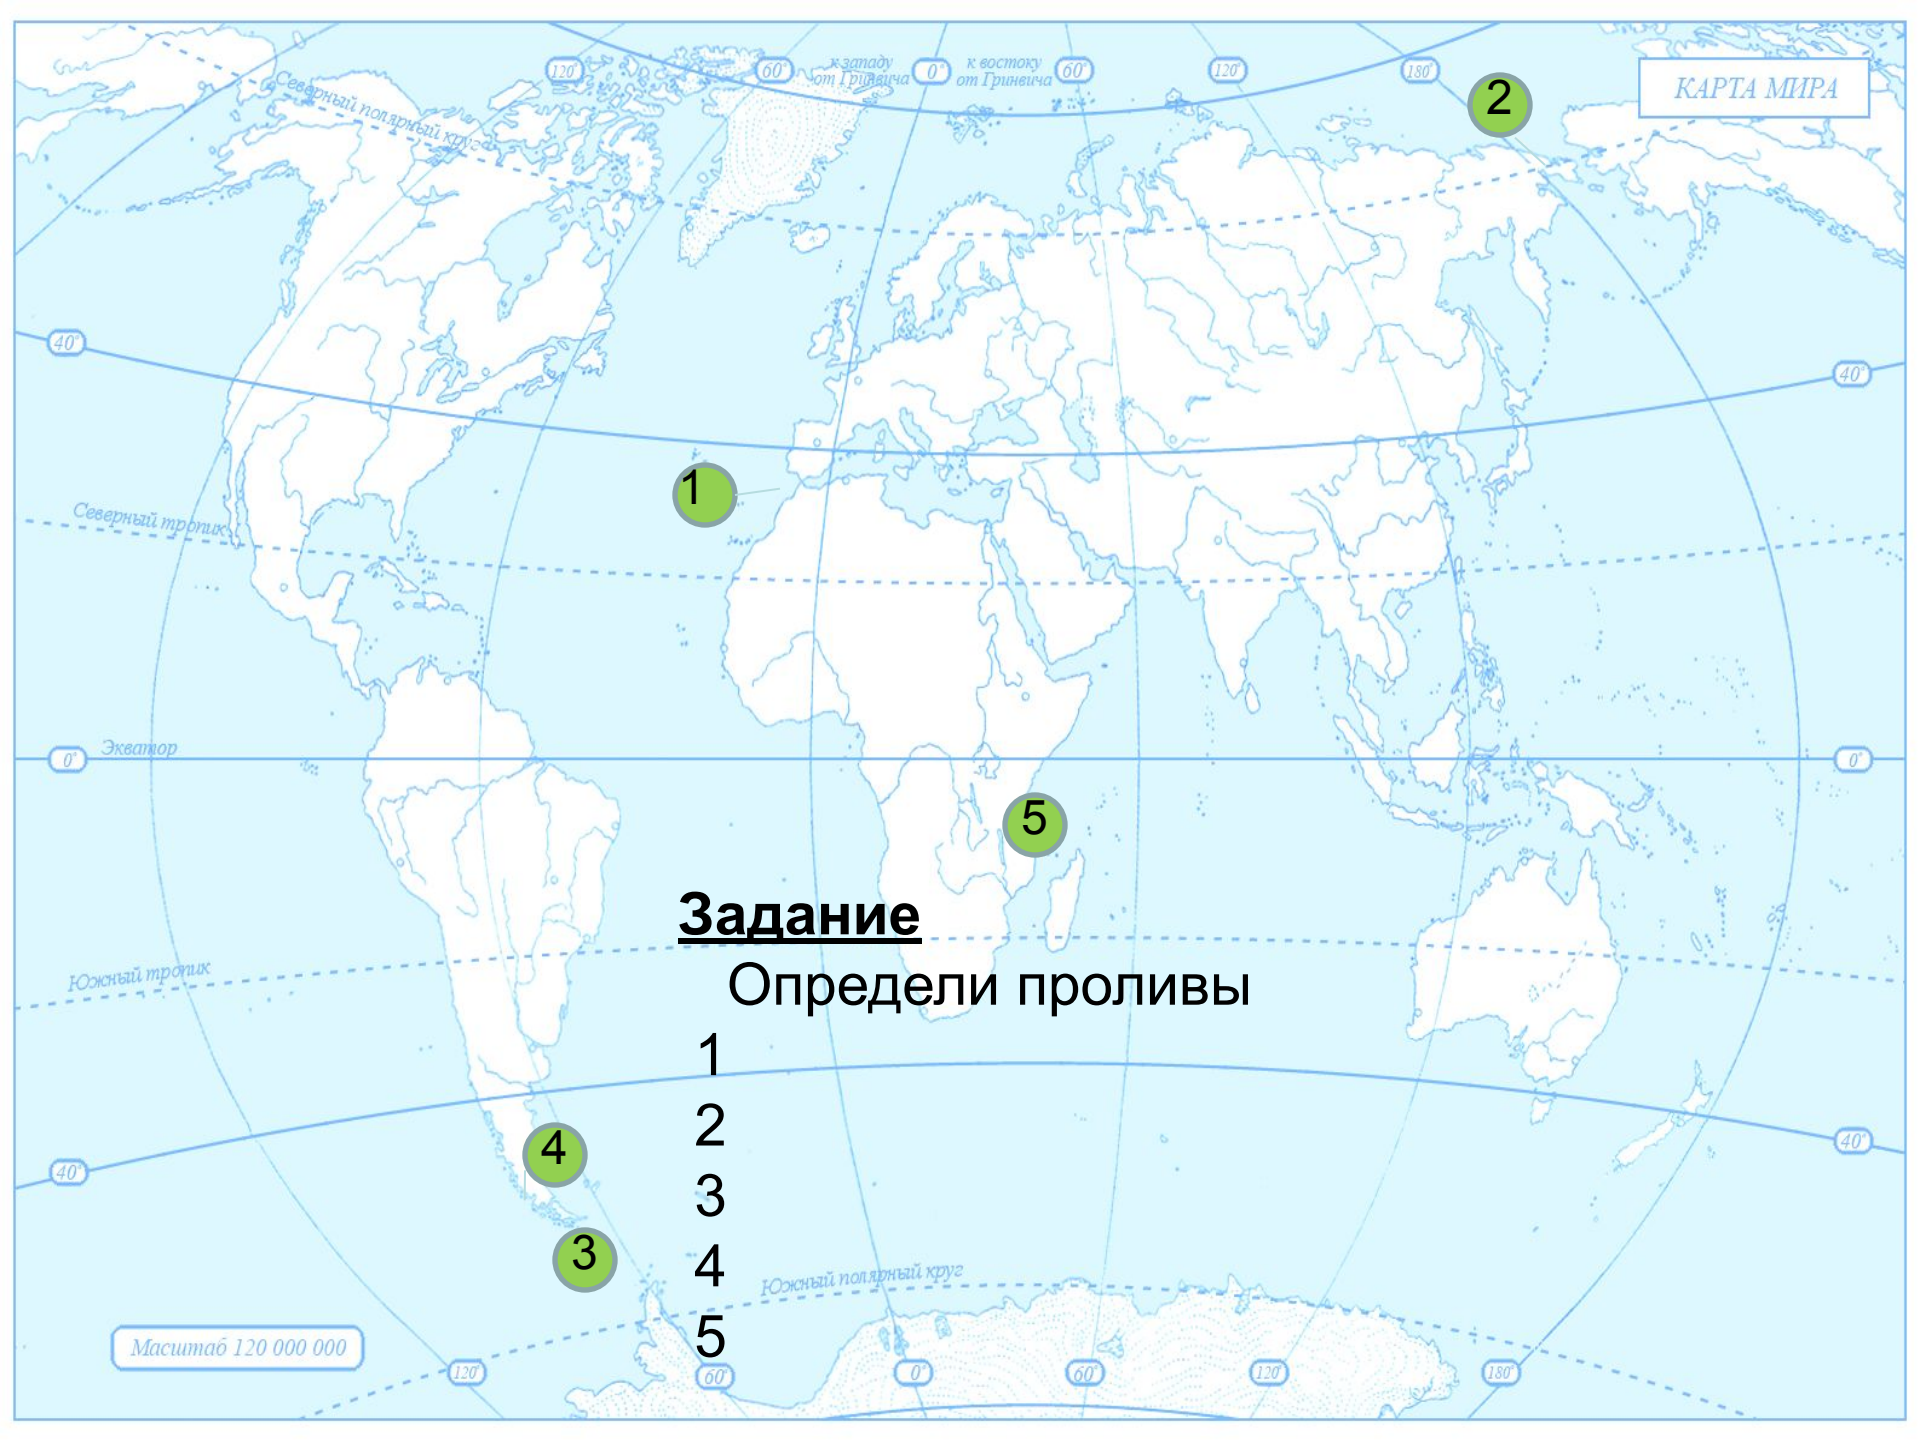 120°
60°
к западу
от Гринвича
0°
к востоку
от Гринвича
60°
120°
180°
2
КАРТА МИРА
Северный полярный круг
40°
40°
1
Северный тропик
Экватор
0°
0°
5
Задание
Южный тропик
Определи проливы
1
2
4
40°
40°
3
3
4
Южный полярный круг
5
Масштаб 120 000 000
120°
60°
0°
60°
120°
180°